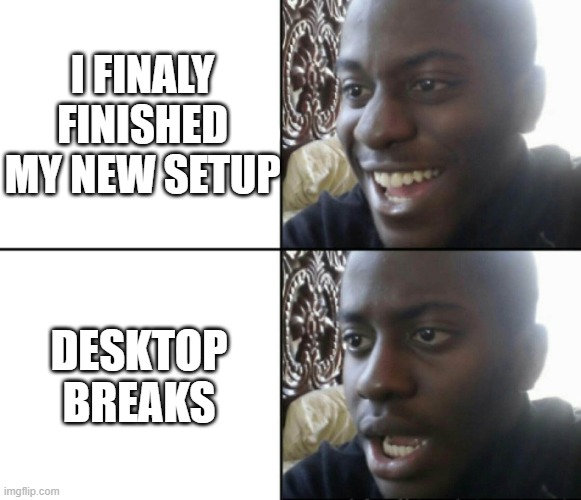 I FINALY
FINISHED
MY NEW SETUP
DESKTOP
BREAKS
imgflip.com